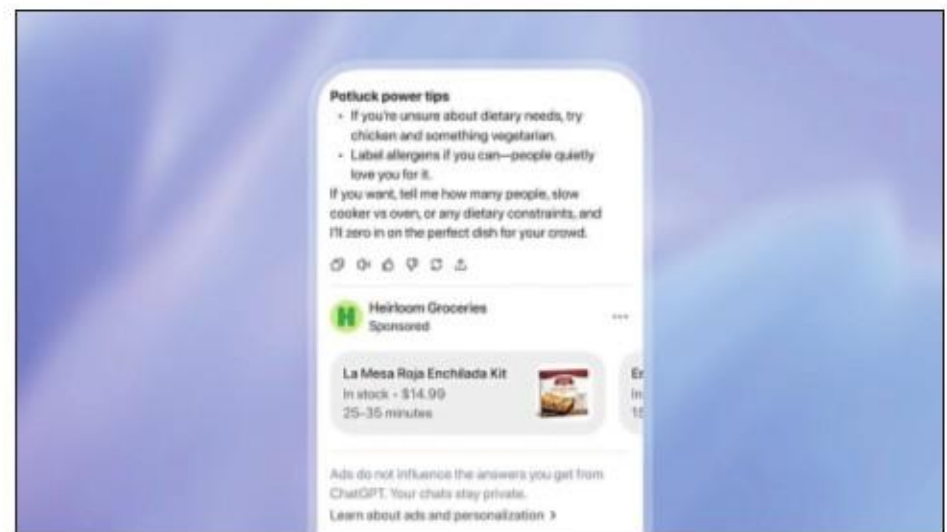 Potluck power tips
• If you're unsure about dietary needs, try
chicken and something vegetarian.
• Label allergens if you can—people quietly
love you for it.
If you want, tell me how many people, slow
cooker vs oven, or any dietary constraints, and
I'll zero in on the perfect dish for your crowd.
H
Heirloom Groceries
Sponsored
La Mesa Roja Enchilada Kit
In stock • $14.99
25-35 minutes
Er
In
15
Ads do not influence the answers you get from
ChatGPT. Your chats stay private.
Learn about ads and personalization >